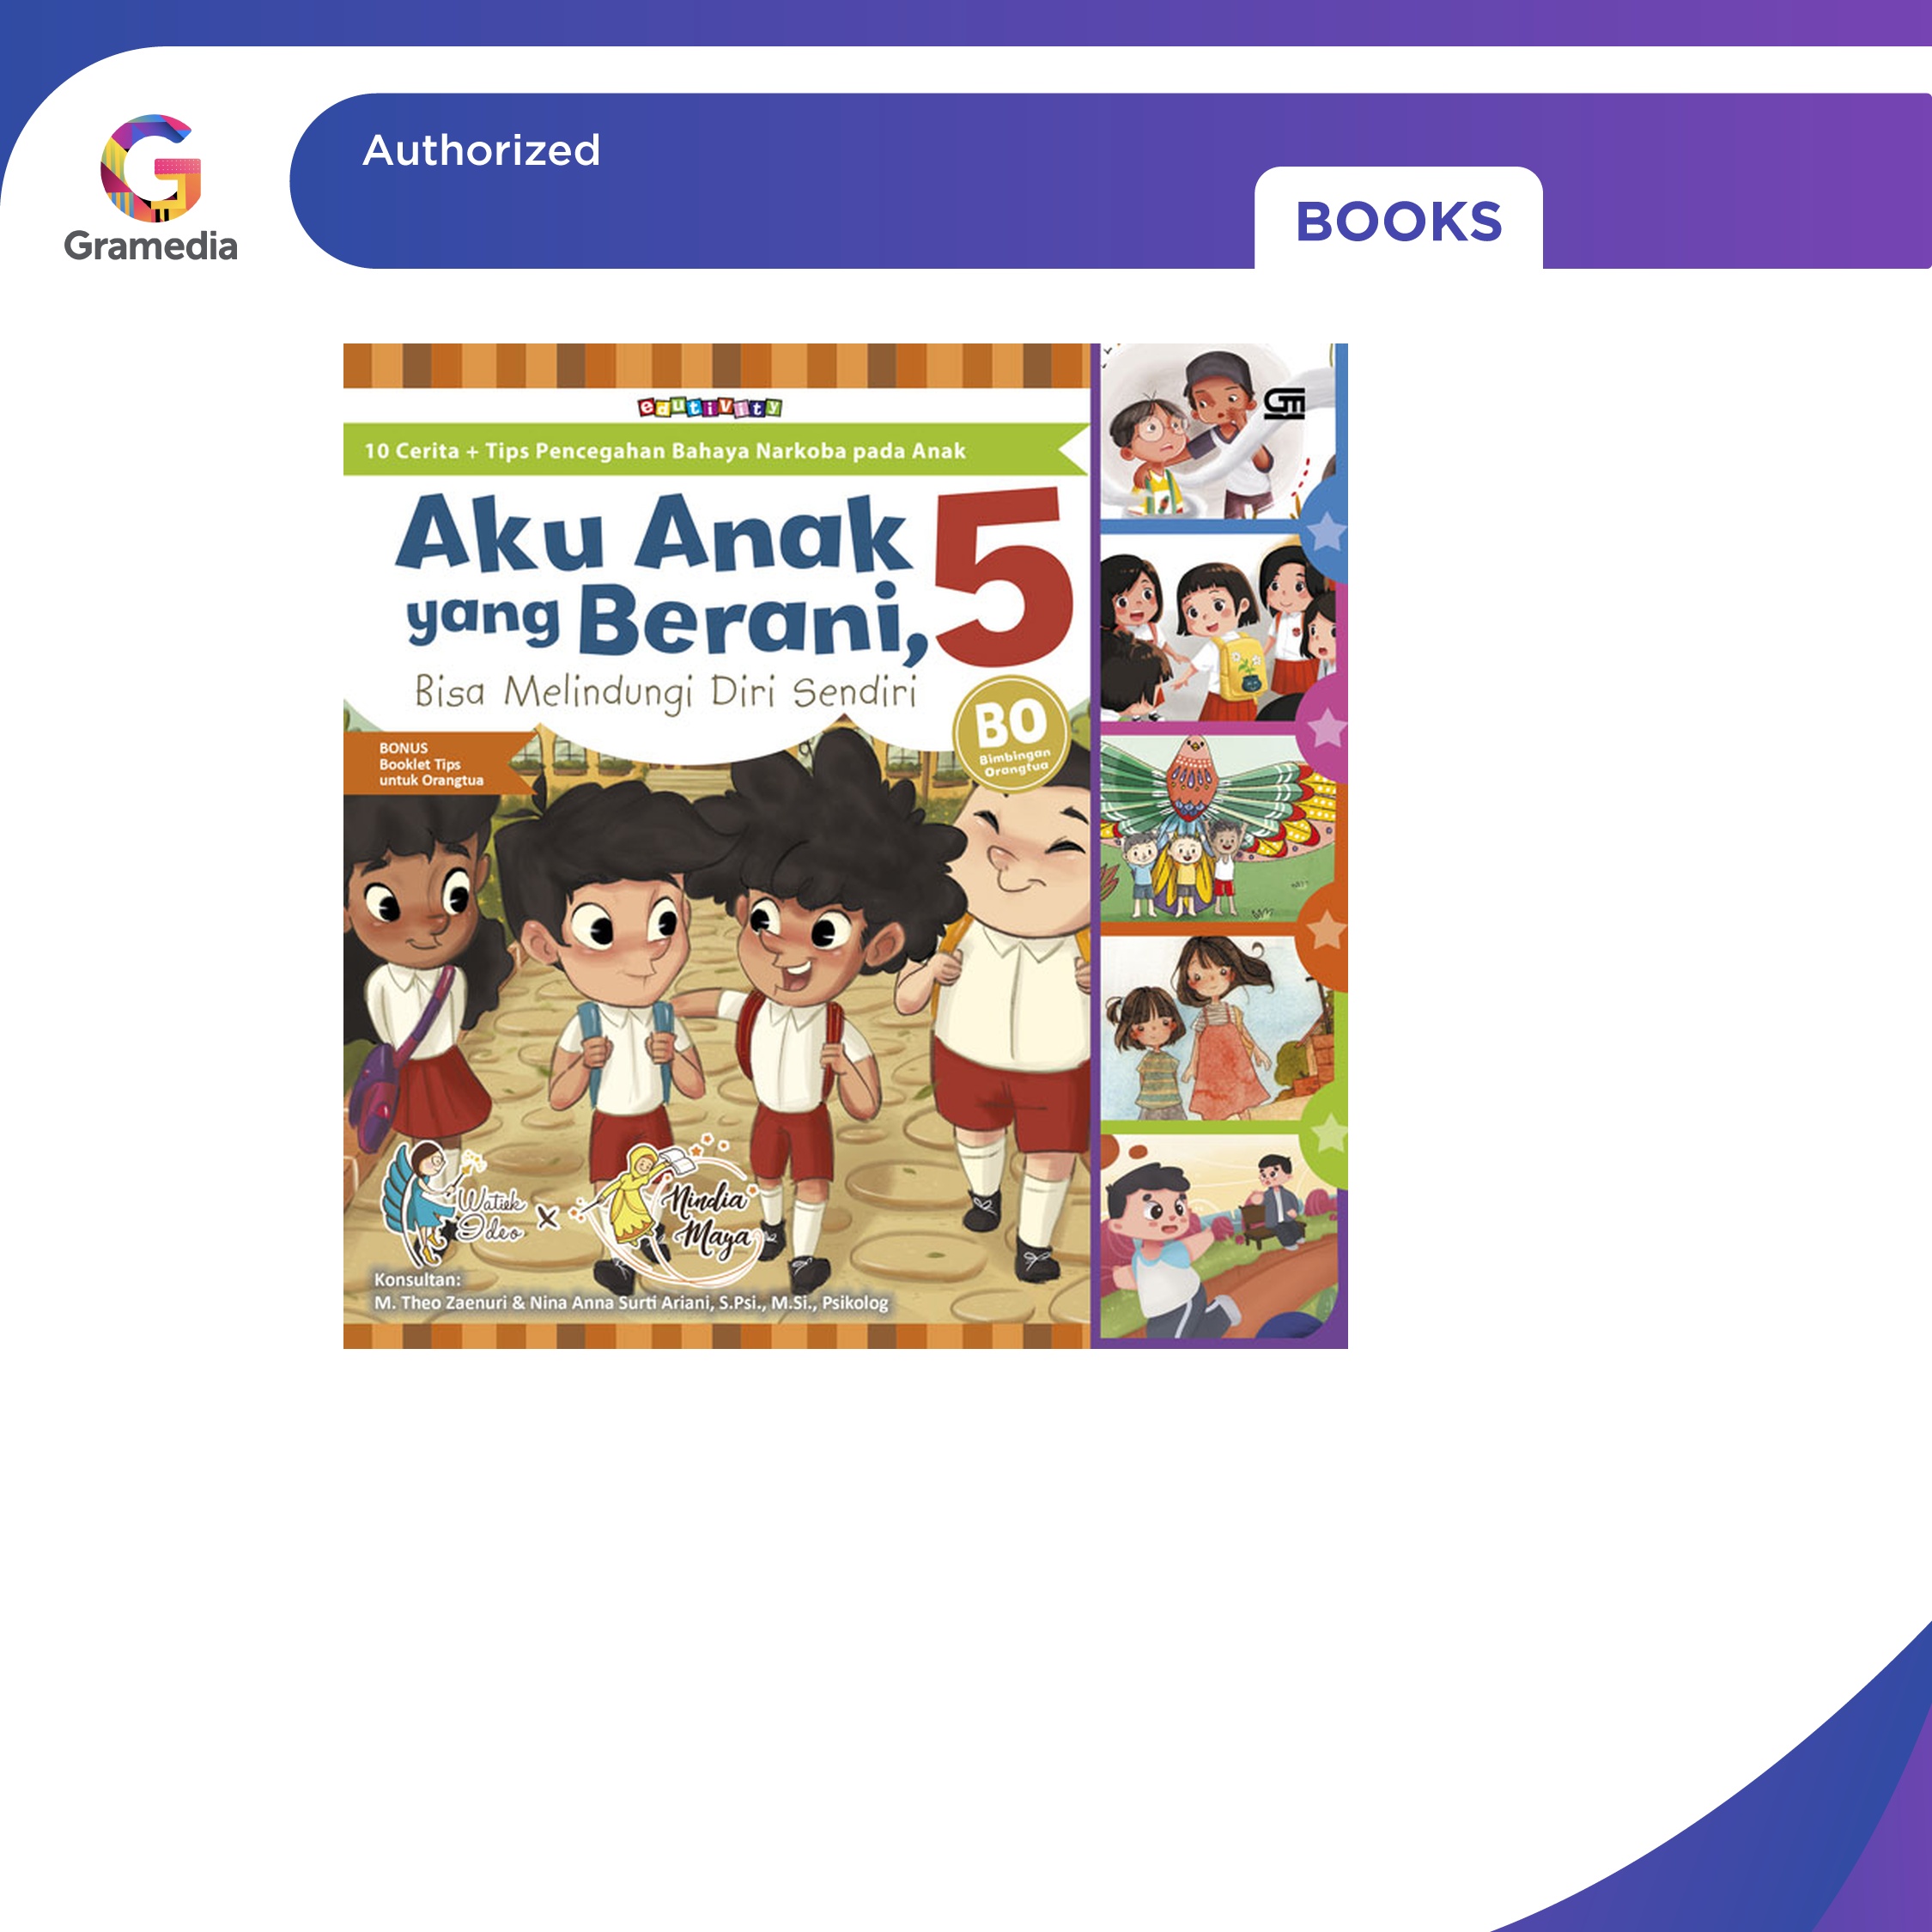 Authorized
Gramedia
BOOKS
edutivity
10 Cerita + Tips Pencegahan Bahaya Narkoba pada Anak
Aku Anak
yang Berani, 5
Bisa Melindungi Diri Sendiri
BO
Bimbingan
Orangtua
BONUS
Booklet Tips
untuk Orangtua
Watiek
Ideo
x
Nindia
Maya
Konsultan:
M. Theo Zaenuri & Nina Anna Surti Ariani, S.Psi., M.Si., Psikolog
GM